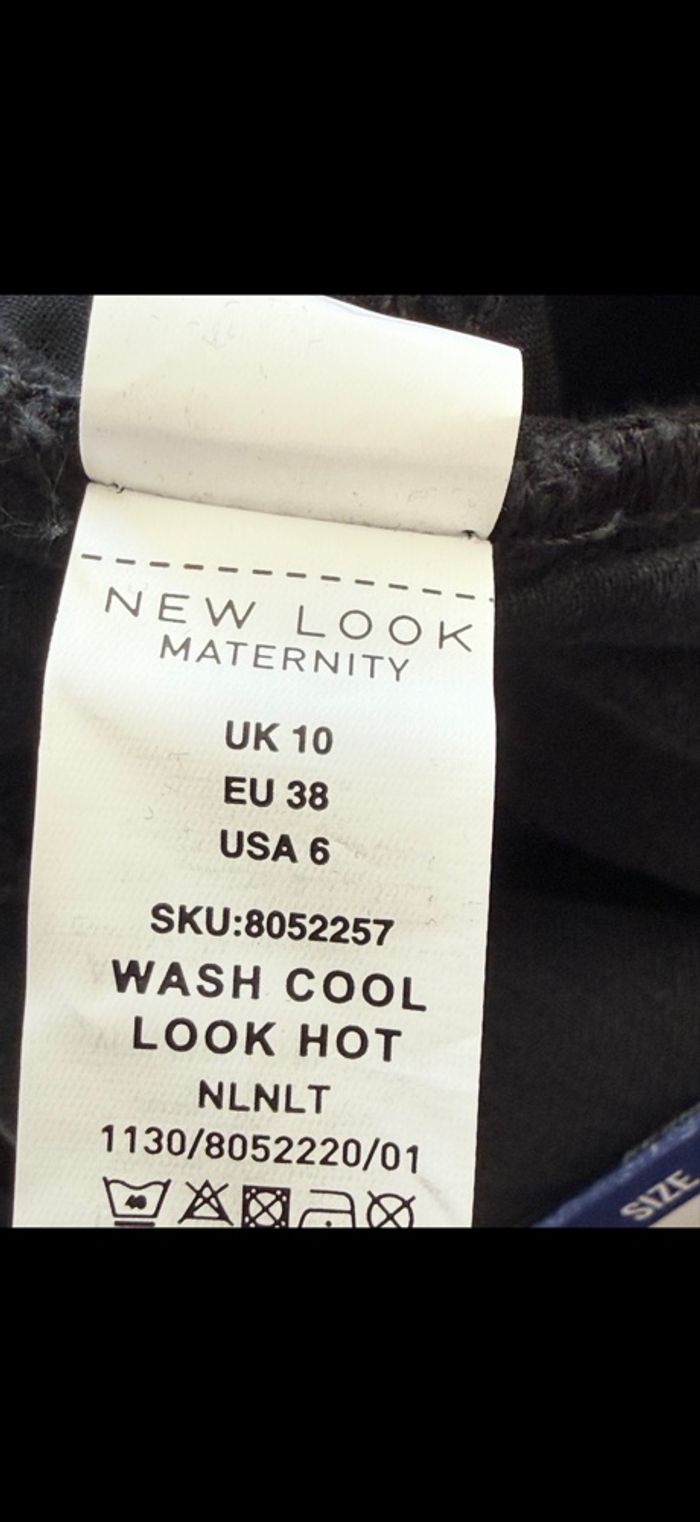 NEW LOOK
MATERNITY
UK 10
EU 38
USA 6
SKU:8052257
WASH COOL
LOOK HOT
NLNLT
1130/8052220/01
40
SIZE